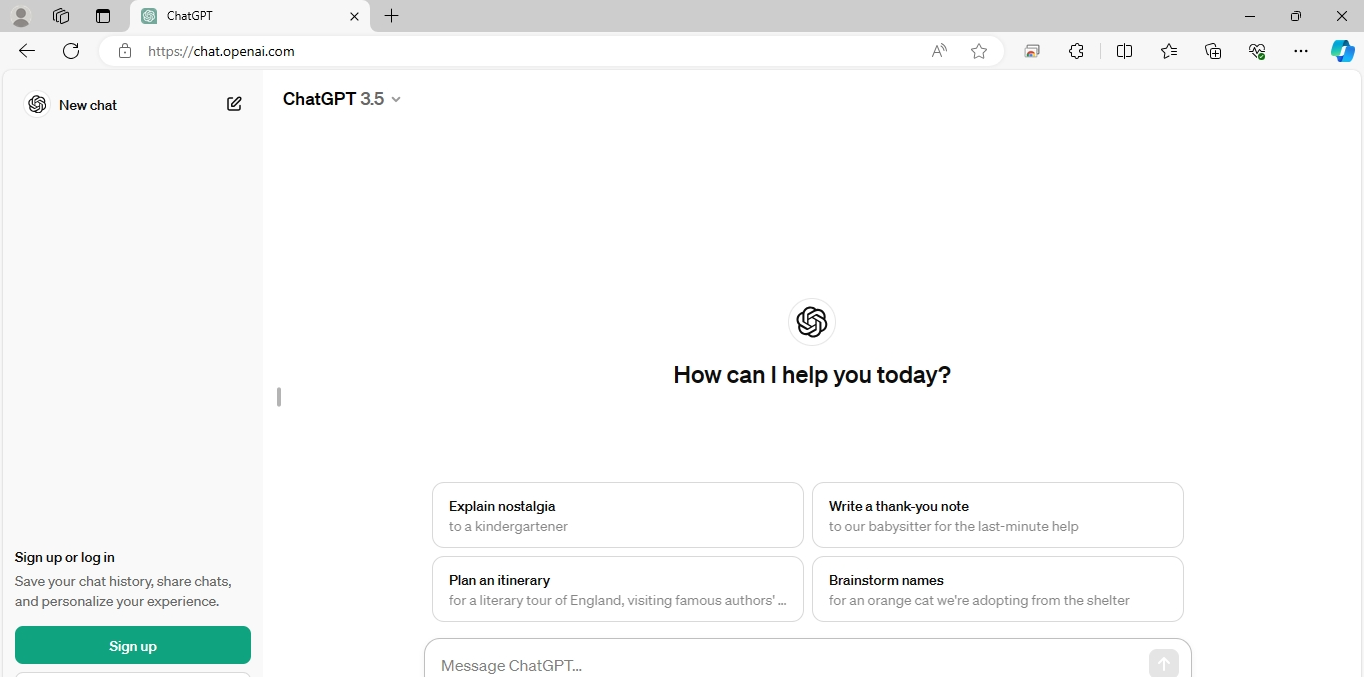 ChatGPT
https://chat.openai.com
New chat
ChatGPT 3.5
How can I help you today?
Explain nostalgia
to a kindergartener
Write a thank-you note
to our babysitter for the last-minute help
Plan an itinerary
for a literary tour of England, visiting famous authors' ...
Brainstorm names
for an orange cat we're adopting from the shelter
Sign up or log in
Save your chat history, share chats,
and personalize your experience.
Sign up
Message ChatGPT...